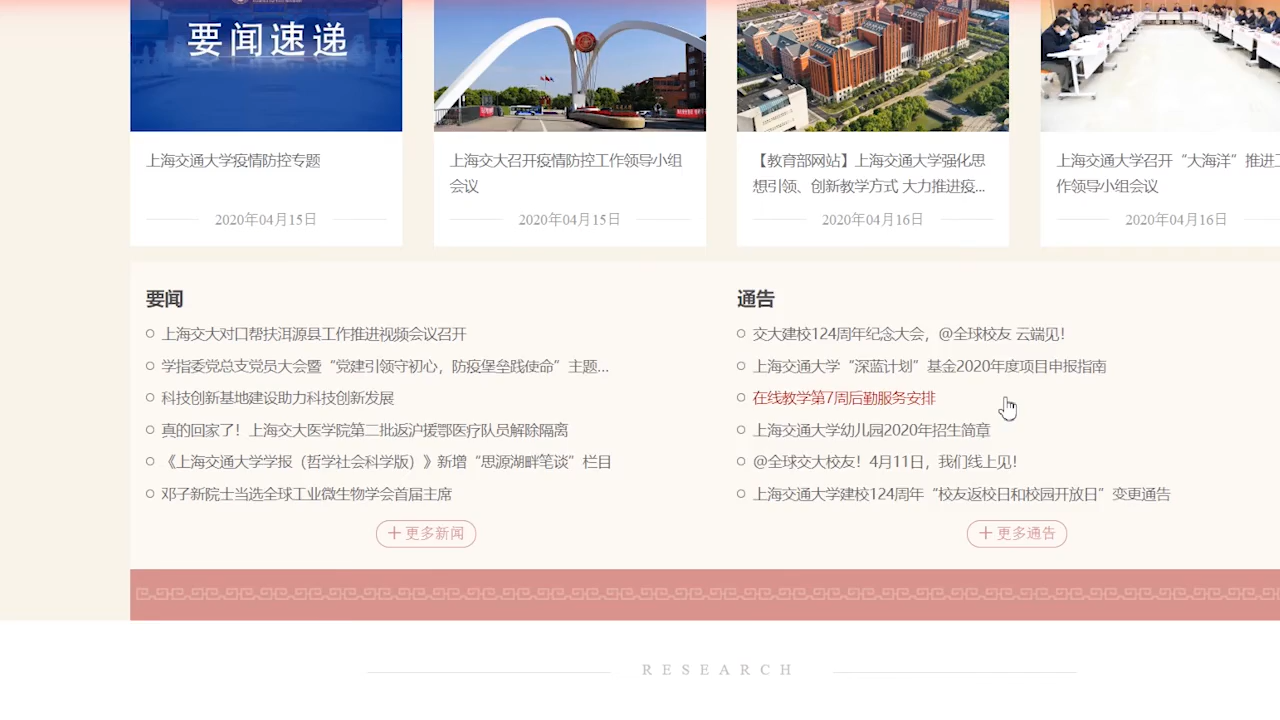 要闻速递
上海交通大学疫情防控专题
2020年04月15日
上海交大召开疫情防控工作领导小组
会议
2020年04月15日
【教育部网站】上海交通大学强化思
想引领、创新教学方式 大力推进疫...
2020年04月16日
上海交通大学召开“大海洋”推进工
作领导小组会议
2020年04月16日
要闻
上海交大对口帮扶洱源县工作推进视频会议召开
学指委党总支党员大会暨“党建引领守初心，防疫堡垒践使命”主题...
科技创新基地建设助力科技创新发展
真的回家了！上海交大医学院第二批返沪援鄂医疗队员解除隔离
《上海交通大学学报（哲学社会科学版）》新增“思源湖畔笔谈”栏目
邓子新院士当选全球工业微生物学会首届主席
+ 更多新闻
通告
交大建校124周年纪念大会，@全球校友 云端见！
上海交通大学“深蓝计划”基金2020年度项目申报指南
在线教学第7周后勤服务安排
上海交通大学幼儿园2020年招生简章
@全球交大校友！4月11日，我们线上见！
上海交通大学建校124周年“校友返校日和校园开放日”变更通告
+ 更多通告
RESEARCH